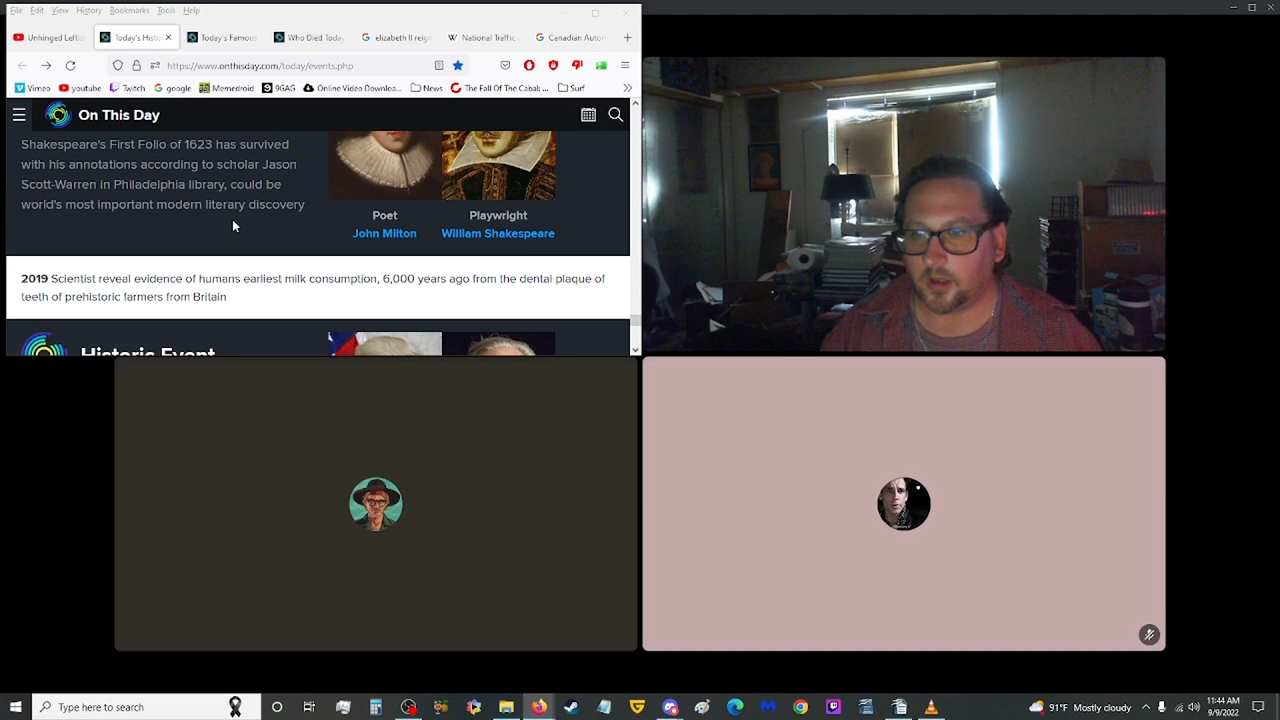 File Edit View History Bookmarks Tools Help
Unhinged Lefti Today's Histo Today's Famous Who Died Today elizabeth II reign National Traffic a Canadian Autom
https://www.onthisday.com/today/events.php
Vimeo youtube Twitch google Memedroid 9GAG Online Video Downloa... News The Fall Of The Cabal:... Surf
On This Day
Shakespeare's First Folio of 1623 has survived
with his annotations according to scholar Jason
Scott-Warren in Philadelphia library, could be
world's most important modern literary discovery
Poet
John Milton
Playwright
William Shakespeare
2019 Scientist reveal evidence of humans earliest milk consumption, 6,000 years ago from the dental plaque of
teeth of prehistoric farmers from Britain
Historic Event
Type here to search
91°F Mostly cloudy
11:44 AM
9/9/2022